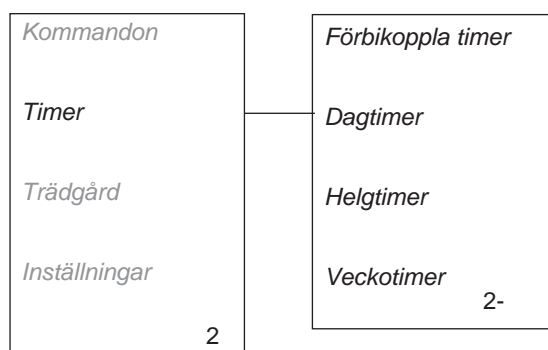 Kommandon
Timer
Trädgård
Inställningar
2
Förbikoppla timer
Dagtimer
Helgtimer
Veckotimer
2-